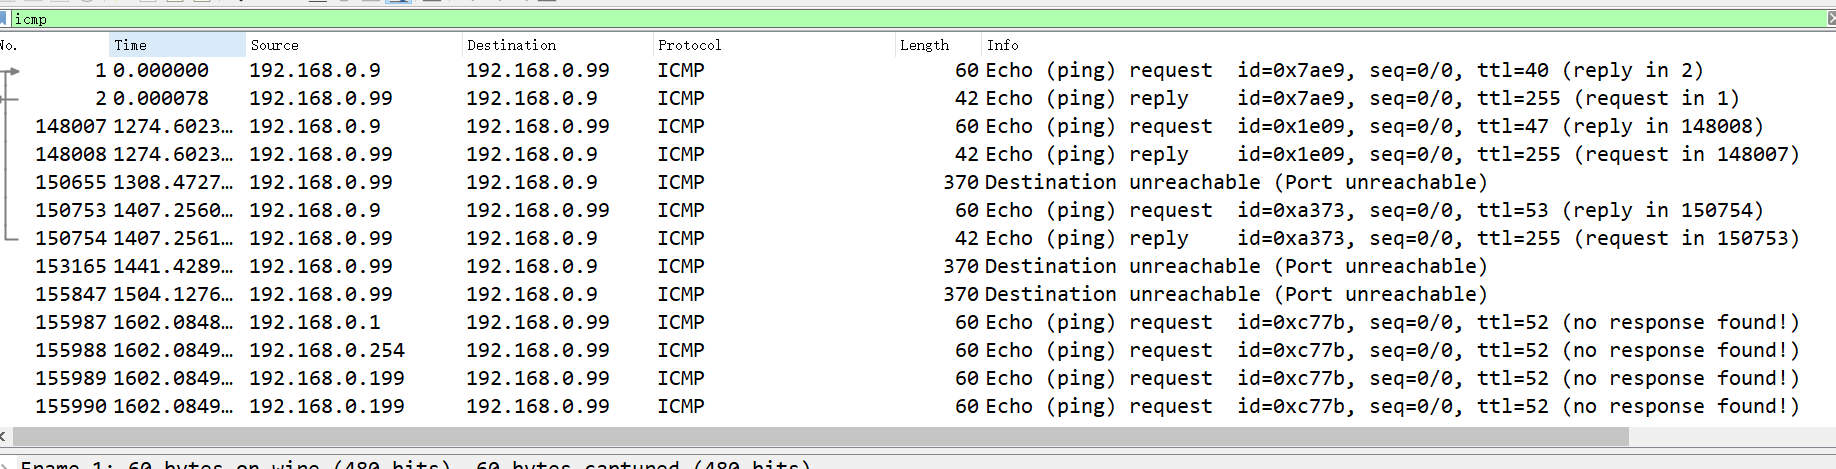 icmp
No. Time Source Destination Protocol Length Info
1 0.000000 192.168.0.9 192.168.0.99 ICMP 60 Echo (ping) request id=0x7ae9, seq=0/0, ttl=40 (reply in 2)
2 0.000078 192.168.0.99 192.168.0.9 ICMP 42 Echo (ping) reply id=0x7ae9, seq=0/0, ttl=255 (request in 1)
148007 1274.6023… 192.168.0.9 192.168.0.99 ICMP 60 Echo (ping) request id=0x1e09, seq=0/0, ttl=47 (reply in 148008)
148008 1274.6023… 192.168.0.99 192.168.0.9 ICMP 42 Echo (ping) reply id=0x1e09, seq=0/0, ttl=255 (request in 148007)
150655 1308.4727… 192.168.0.99 192.168.0.9 ICMP 370 Destination unreachable (Port unreachable)
150753 1407.2560… 192.168.0.9 192.168.0.99 ICMP 60 Echo (ping) request id=0xa373, seq=0/0, ttl=53 (reply in 150754)
150754 1407.2561… 192.168.0.99 192.168.0.9 ICMP 42 Echo (ping) reply id=0xa373, seq=0/0, ttl=255 (request in 150753)
153165 1441.4289… 192.168.0.99 192.168.0.9 ICMP 370 Destination unreachable (Port unreachable)
155847 1504.1276… 192.168.0.99 192.168.0.9 ICMP 370 Destination unreachable (Port unreachable)
155987 1602.0848… 192.168.0.1 192.168.0.99 ICMP 60 Echo (ping) request id=0xc77b, seq=0/0, ttl=52 (no response found!)
155988 1602.0849… 192.168.0.254 192.168.0.99 ICMP 60 Echo (ping) request id=0xc77b, seq=0/0, ttl=52 (no response found!)
155989 1602.0849… 192.168.0.199 192.168.0.99 ICMP 60 Echo (ping) request id=0xc77b, seq=0/0, ttl=52 (no response found!)
155990 1602.0849… 192.168.0.199 192.168.0.99 ICMP 60 Echo (ping) request id=0xc77b, seq=0/0, ttl=52 (no response found!)
Frame 1: 60 bytes on wire (480 bits), 60 bytes captured (480 bits)